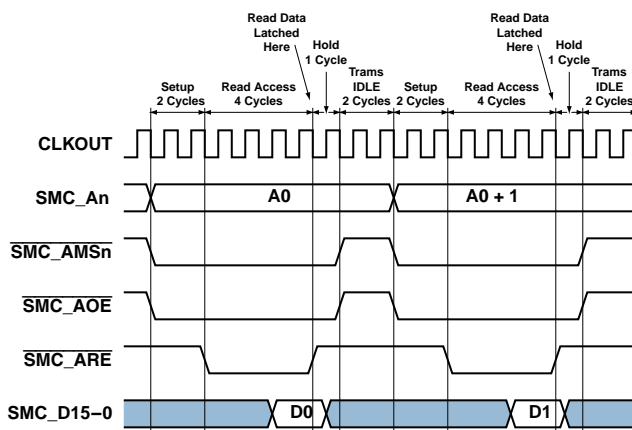 Read Data
Latched
Here
Hold
1 Cycle
Read Data
Latched
Here
Hold
1 Cycle
Setup
2 Cycles
Read Access
4 Cycles
Trams
IDLE
2 Cycles
Setup
2 Cycles
Read Access
4 Cycles
Trams
IDLE
2 Cycles
CLKOUT
SMC_An
A0
A0 + 1
SMC_AMSn
SMC_AOE
SMC_ARE
SMC_D15–0
D0
D1